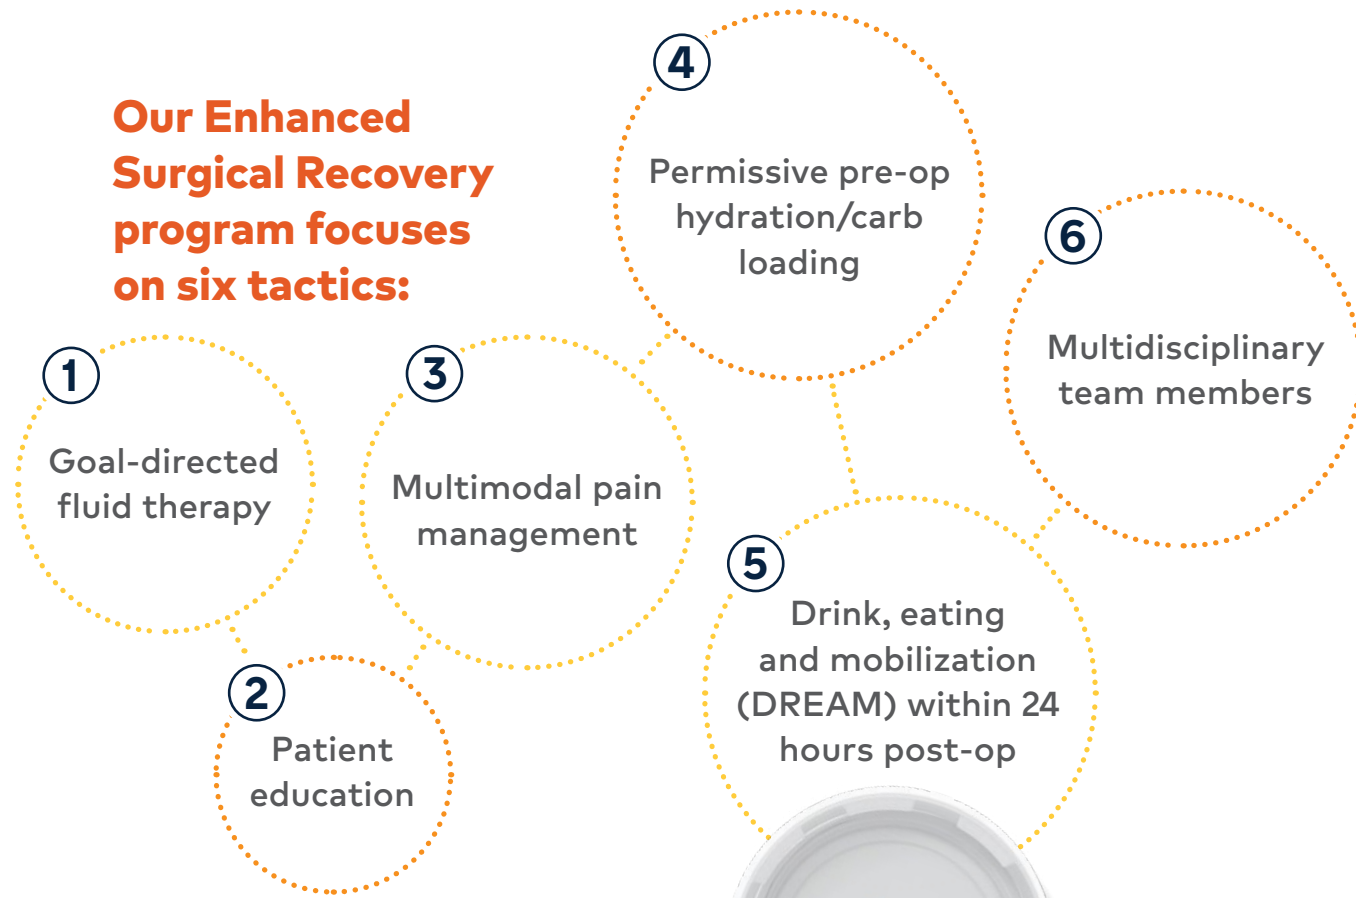 Our Enhanced
Surgical Recovery
program focuses
on six tactics:
1
Goal-directed
fluid therapy
2
Patient
education
3
Multimodal pain
management
4
Permissive pre-op
hydration/carb
loading
5
Drink, eating
and mobilization
(DREAM) within 24
hours post-op
6
Multidisciplinary
team members